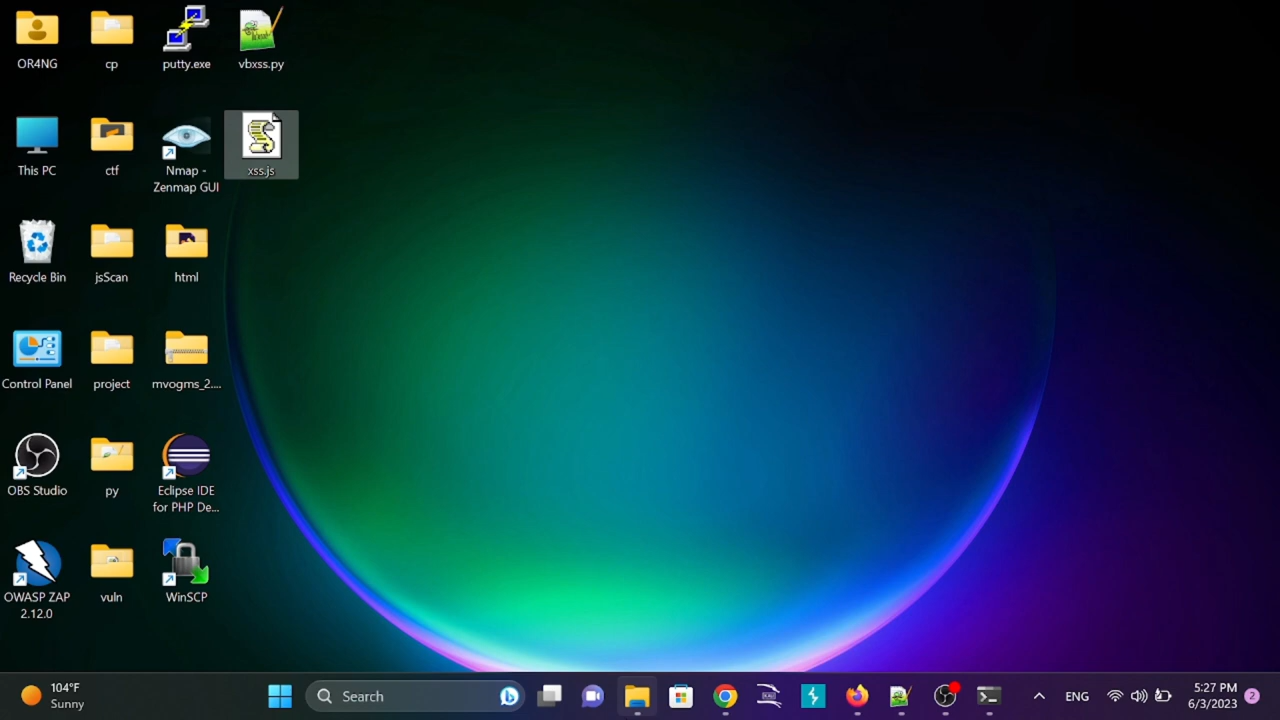 OR4NG
cp
putty.exe
vbxss.py
This PC
ctf
Nmap -
Zenmap GUI
xss.js
Recycle Bin
jsScan
html
Control Panel
project
mvogms_2....
OBS Studio
py
Eclipse IDE
for PHP De...
OWASP ZAP
2.12.0
vuln
WinSCP
104°F
Sunny
Search
ENG
5:27 PM
6/3/2023
2